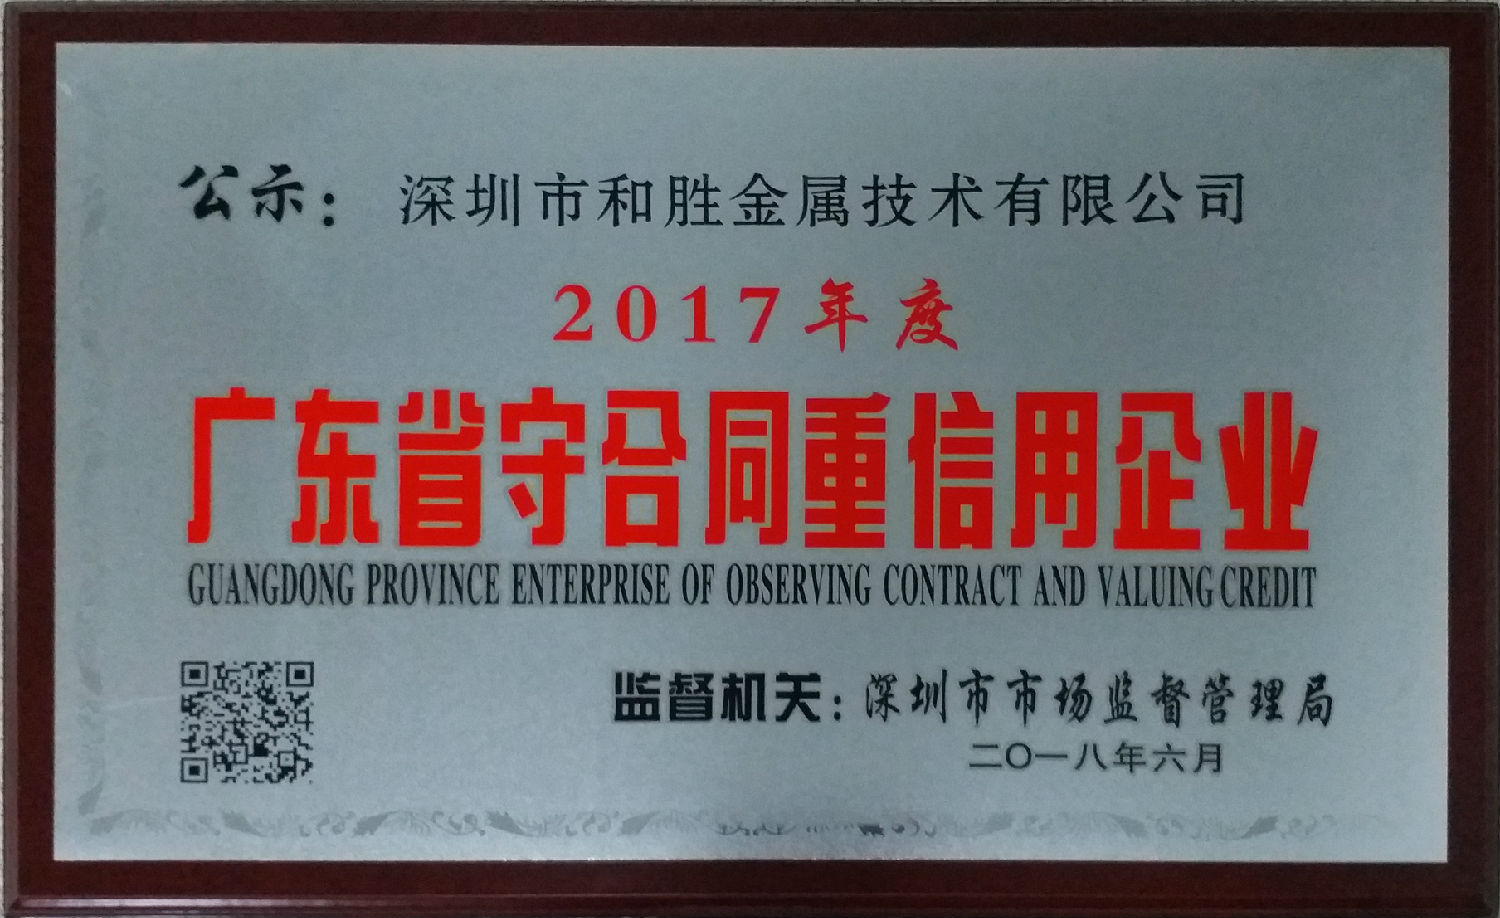 公示： 深圳市和胜金属技术有限公司
2017年度
广东省守合同重信用企业
GUANGDONG PROVINCE ENTERPRISE OF OBSERVING CONTRACT AND VALUING CREDIT
监督机关：深圳市市场监督管理局
二〇一八年六月